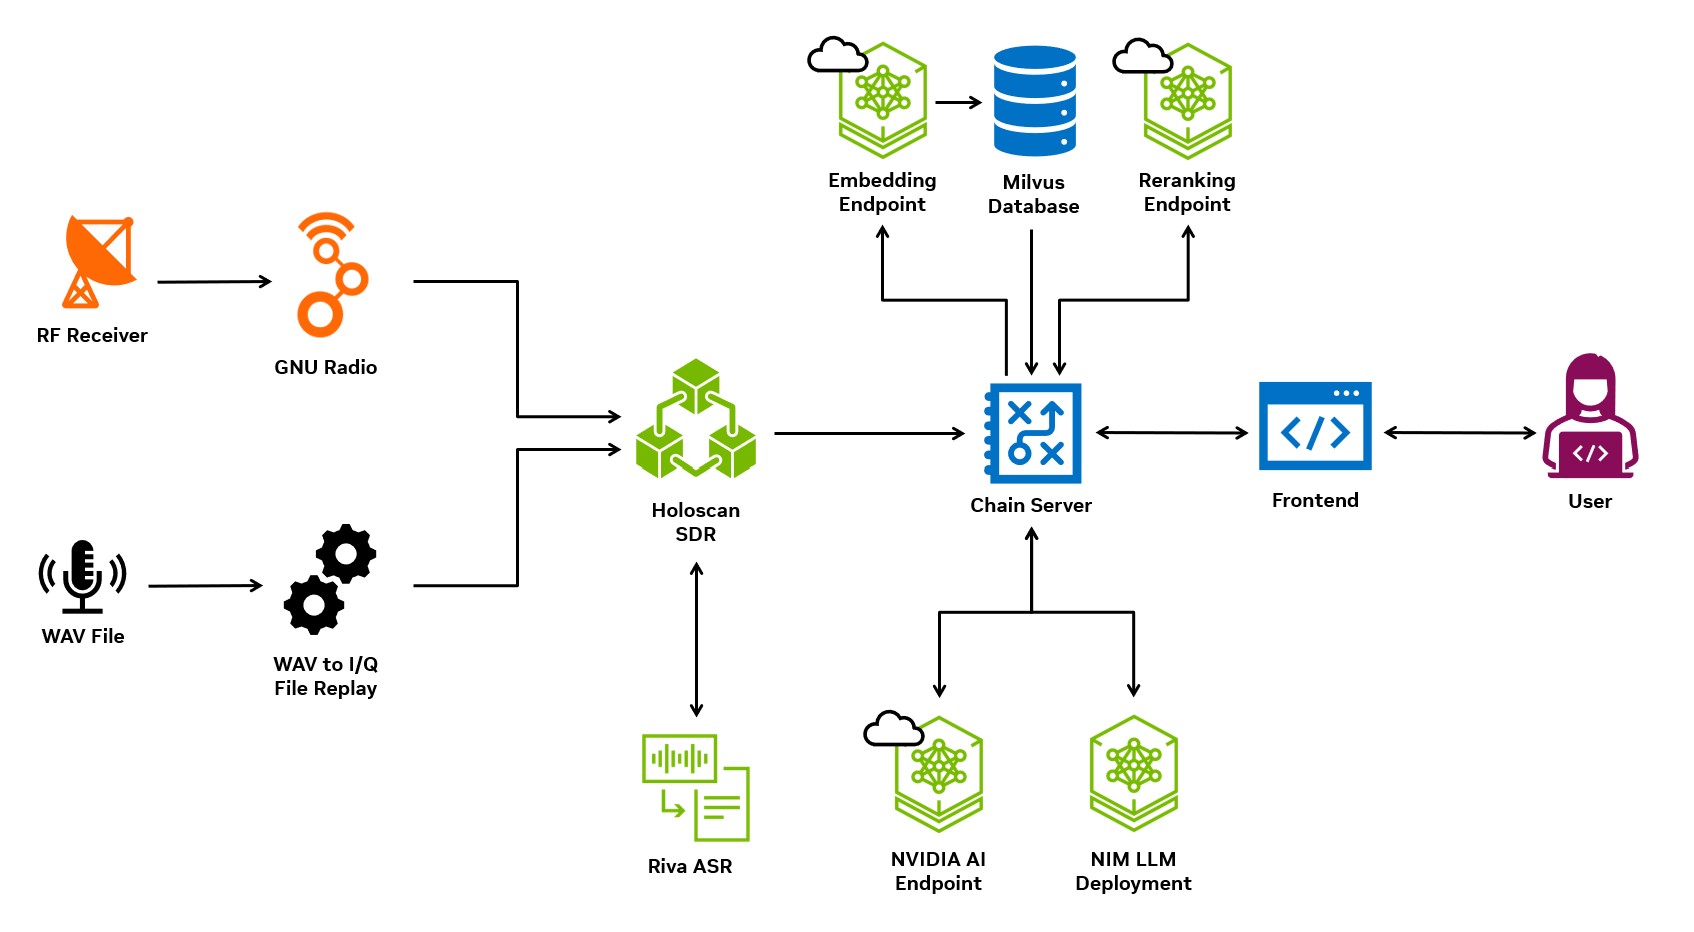 Embedding
Endpoint
Milvus
Database
Reranking
Endpoint
RF Receiver
GNU Radio
Holoscan
SDR
Chain Server
Frontend
User
WAV File
WAV to I/Q
File Replay
Riva ASR
NVIDIA AI
Endpoint
NIM LLM
Deployment